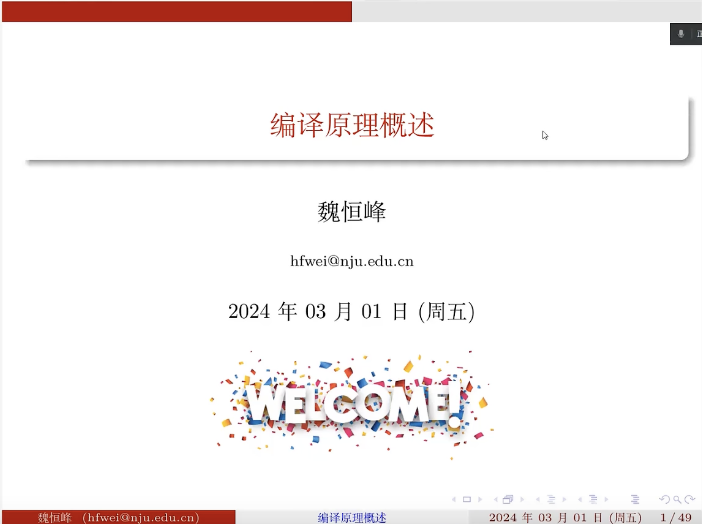 编译原理概述
魏恒峰
hfwei@nju.edu.cn
2024 年 03 月 01 日 (周五)
WELCOME!
魏恒峰 (hfwei@nju.edu.cn)
编译原理概述
2024 年 03 月 01 日 (周五)
1 / 49